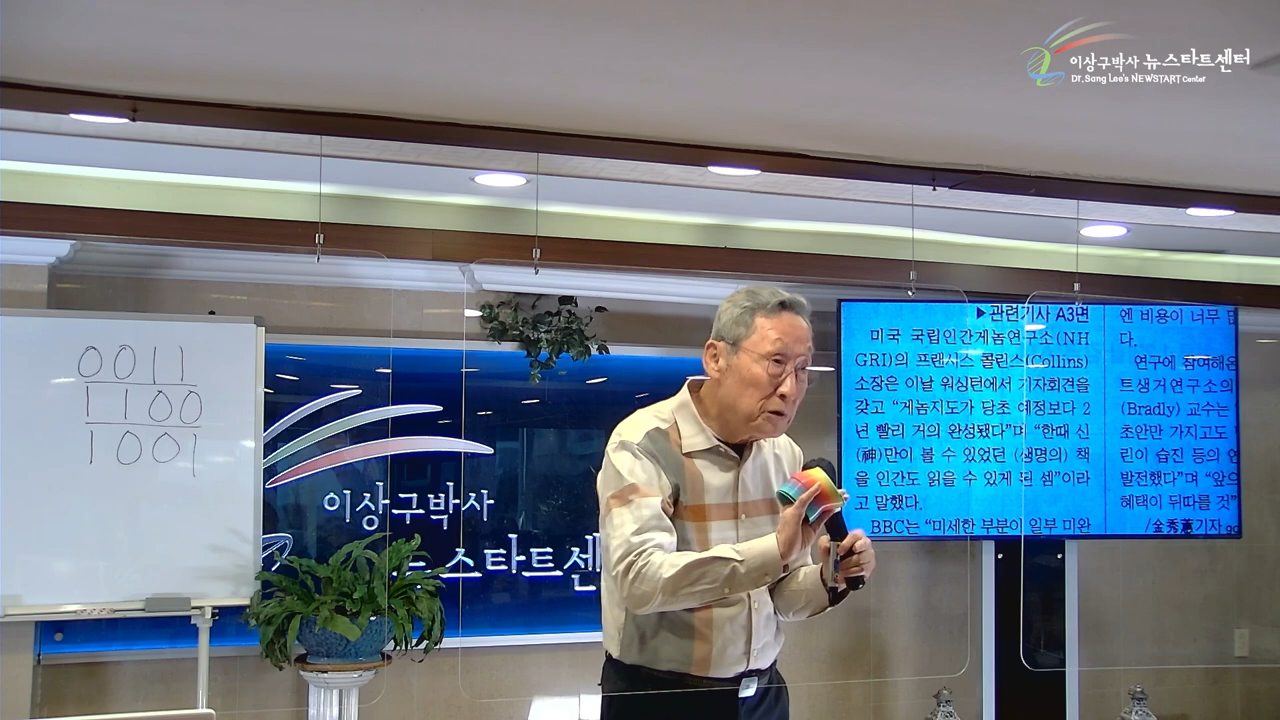 이상구박사 뉴스타트센터
Dr. Sang Lee's NEWSTART Center
0011
1100
1001
이상구박사
뉴스타트센
▶관련기사 A3면
미국 국립인간게놈연구소(NH
GRI)의 프랜시스 콜린스(Collins)
소장은 이날 워싱턴에서 기자회견을
갖고 “게놈지도가 당초 예정보다 2
년 빨리 거의 완성됐다”며 “한때 신
(神)만이 볼 수 있었던 (생명의) 책
을 인간도 읽을 수 있게 된 셈”이라
고 말했다.
BBC는 “미세한 부분이 일부 미완
엔 비용이 너무
다.
연구에 참여해온
트생거연구소의
(Bradly) 교수는
초안만 가지고도
린이 습진 등의 연
발전했다”며 “앞으
혜택이 뒤따를 것”
/金秀蕙기자